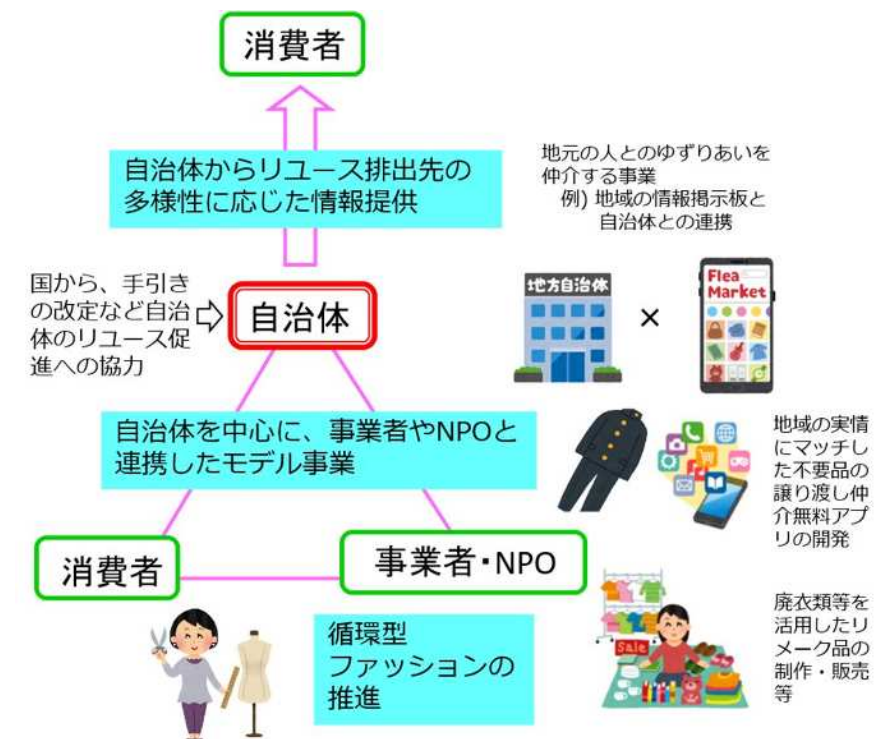 消費者
自治体からリユース排出先の
多様性に応じた情報提供
地元の人とのゆずりあいを
仲介する事業
例) 地域の情報掲示板と
自治体との連携
国から、手引き
の改定など自治
体のリユース促
進への協力
自治体
地方自治体
×
Flea
Market
自治体を中心に、事業者やNPOと
連携したモデル事業
地域の実情
にマッチし
た不要品の
譲り渡し仲
介無料アプ
リの開発
消費者
事業者・NPO
循環型
ファッションの
推進
Sale
廃衣類等を
活用したリ
メーク品の
制作・販売
等